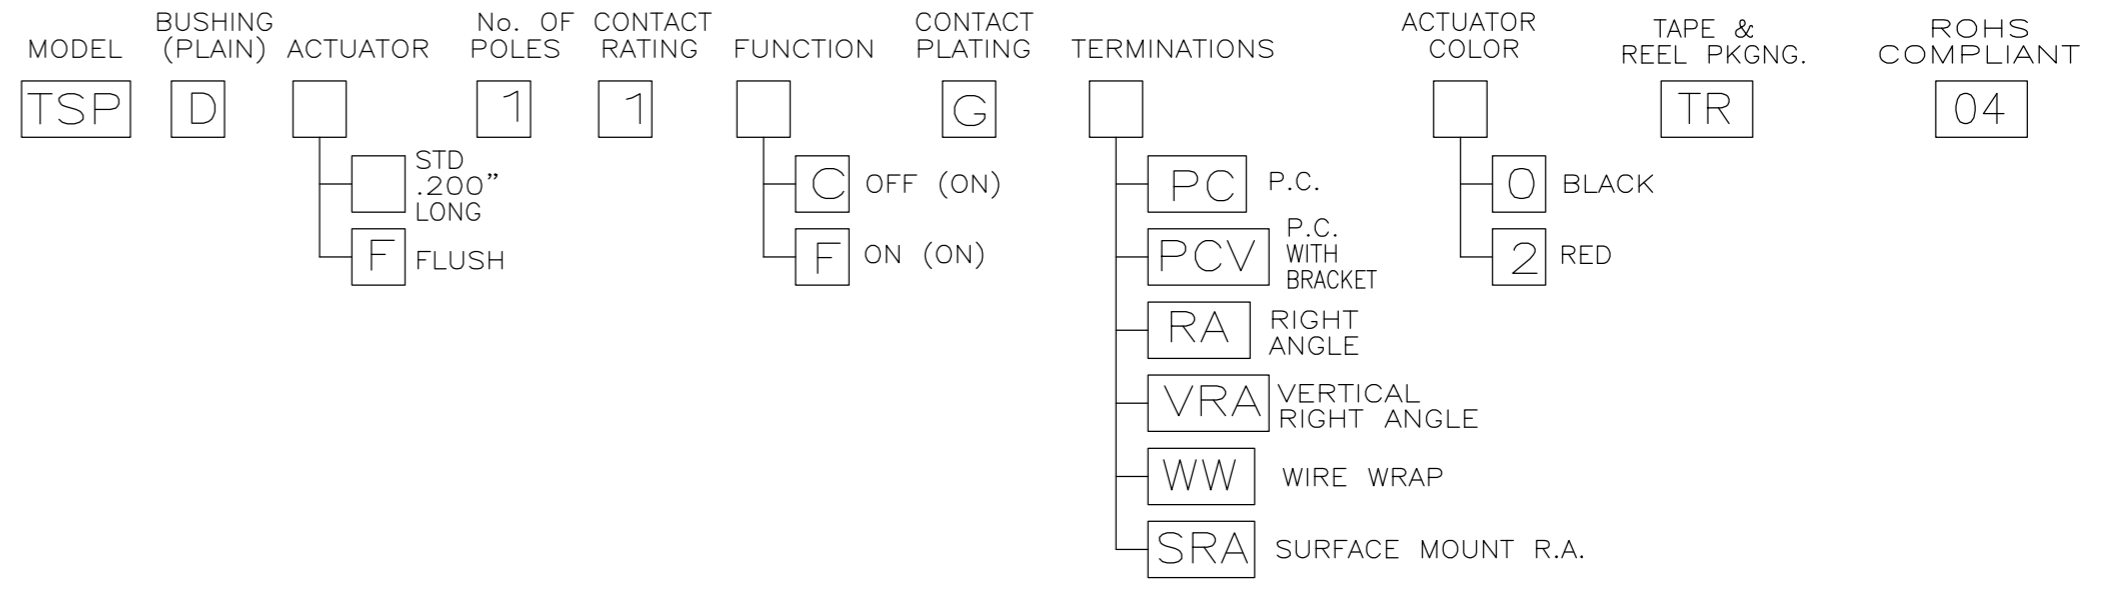 MODEL
BUSHING
(PLAIN)
ACTUATOR
No. OF
POLES
CONTACT
RATING
FUNCTION
CONTACT
PLATING
TERMINATIONS
ACTUATOR
COLOR
TAPE &
REEL PKGNG.
ROHS
COMPLIANT
TSP
D
1
1
G
TR
04
STD
.200”
LONG
F FLUSH
C OFF (ON)
F ON (ON)
PC P.C.
PCV
P.C.
WITH
BRACKET
RA
RIGHT
ANGLE
VRA
VERTICAL
RIGHT ANGLE
WW WIRE WRAP
SRA SURFACE MOUNT R.A.
0 BLACK
2 RED